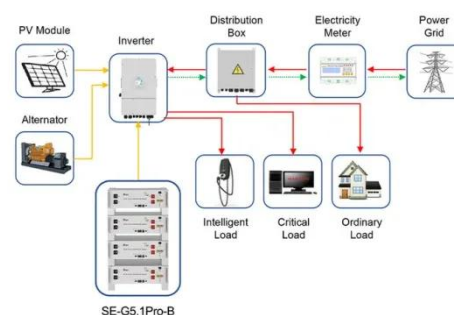 PV Module
Inverter
Distribution
Box
Electricity
Meter
Power
Grid
Alternator
Intelligent
Load
Critical
Load
Ordinary
Load
SE-G5.1Pro-B